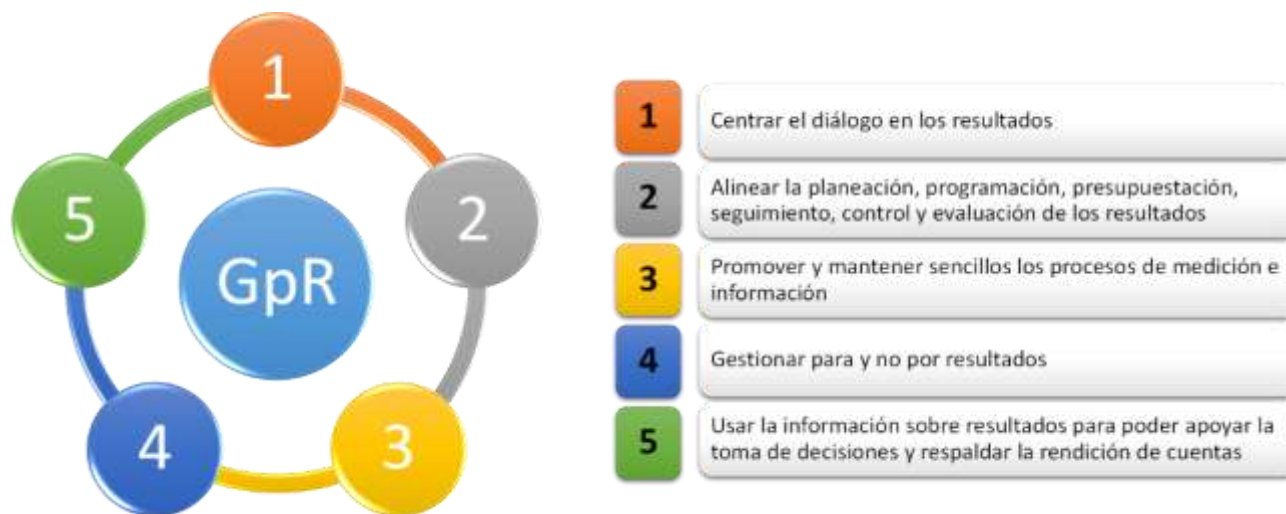 1
2
3
4
5
GpR
1
Centrar el diálogo en los resultados
2
Alinear la planeación, programación, presupuestación,
seguimiento, control y evaluación de los resultados
3
Promover y mantener sencillos los procesos de medición e
información
4
Gestionar para y no por resultados
5
Usar la información sobre resultados para poder apoyar la
toma de decisiones y respaldar la rendición de cuentas